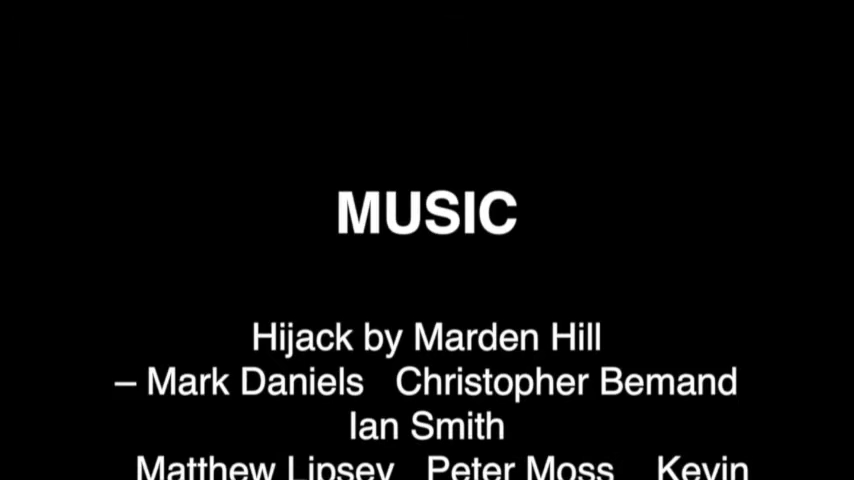 MUSIC
Hijack by Marden Hill
– Mark Daniels Christopher Bemand
Ian Smith
Matthew Lipsey Peter Moss Kevin